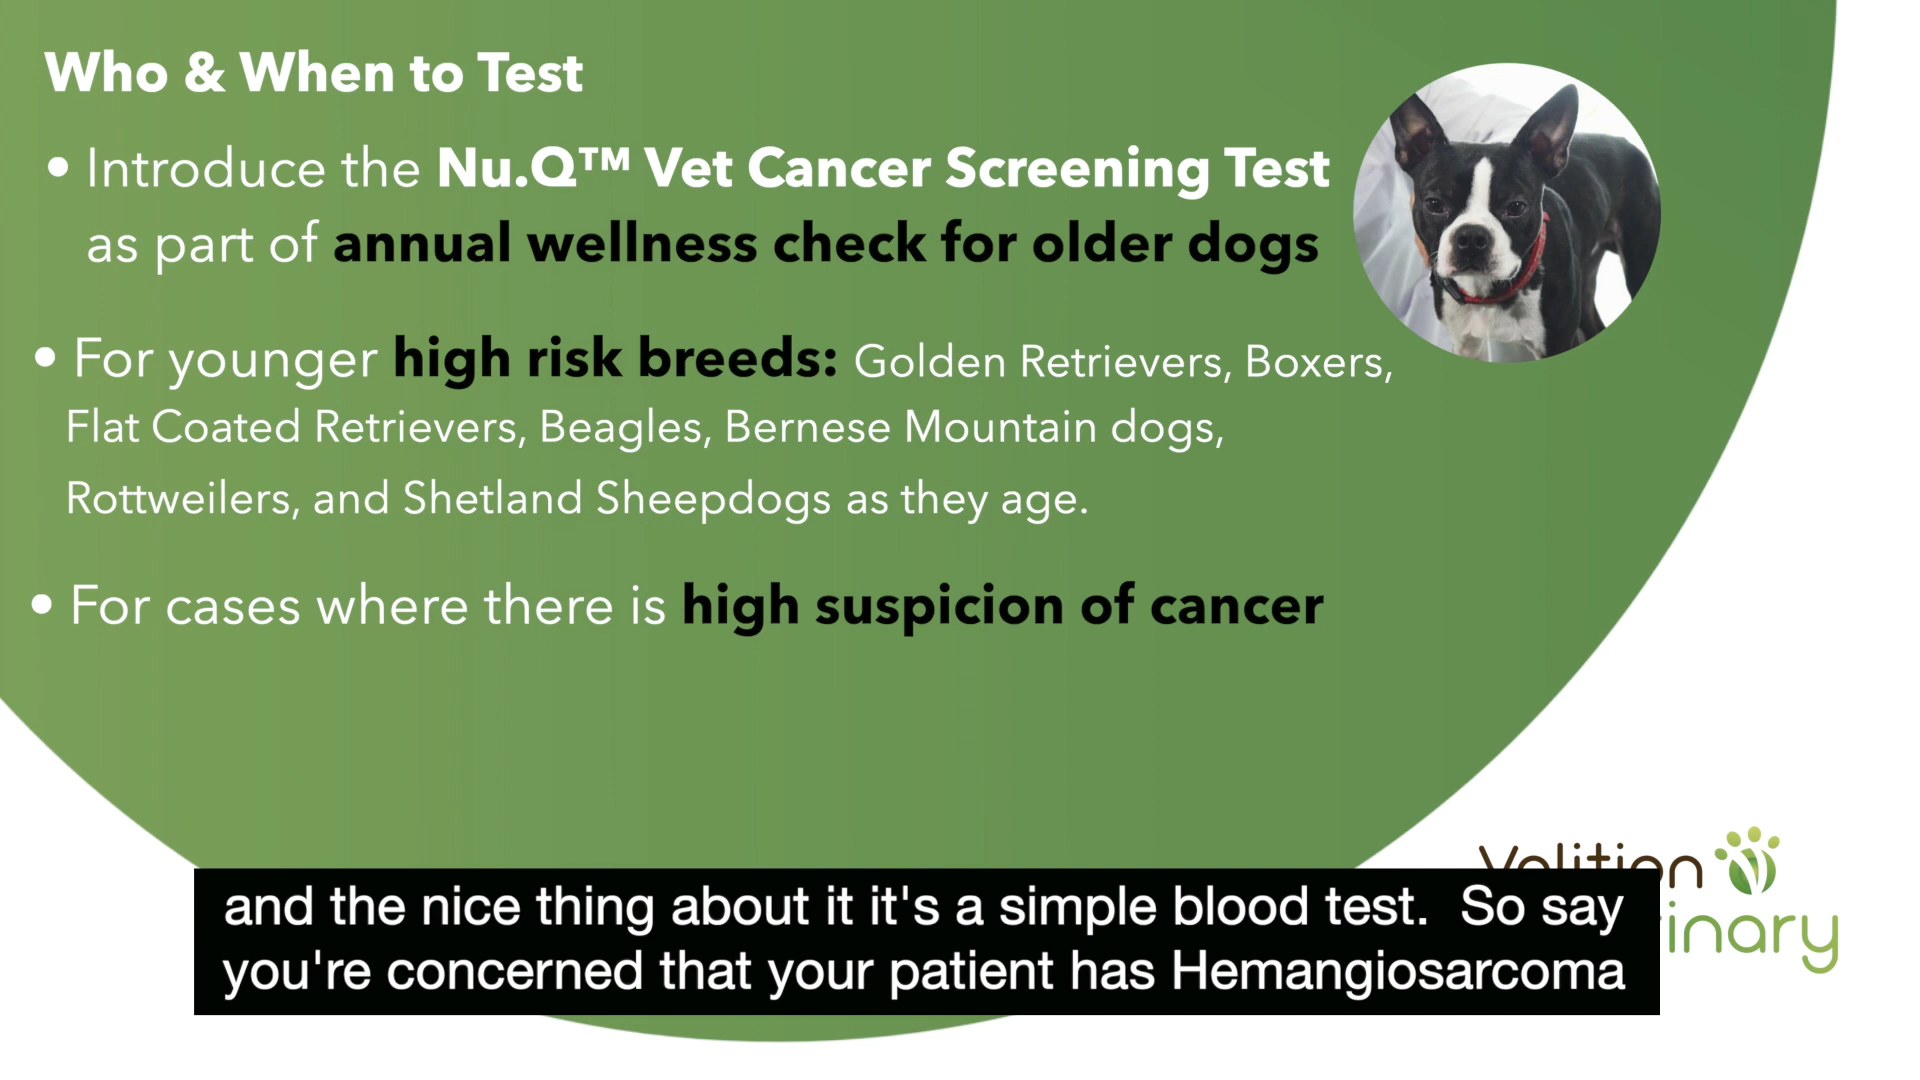 Who & When to Test
• Introduce the Nu.Q™ Vet Cancer Screening Test
as part of annual wellness check for older dogs
• For younger high risk breeds: Golden Retrievers, Boxers,
Flat Coated Retrievers, Beagles, Bernese Mountain dogs,
Rottweilers, and Shetland Sheepdogs as they age.
• For cases where there is high suspicion of cancer
Volition
and the nice thing about it it's a simple blood test. So say
you're concerned that your patient has Hemangiosarcoma